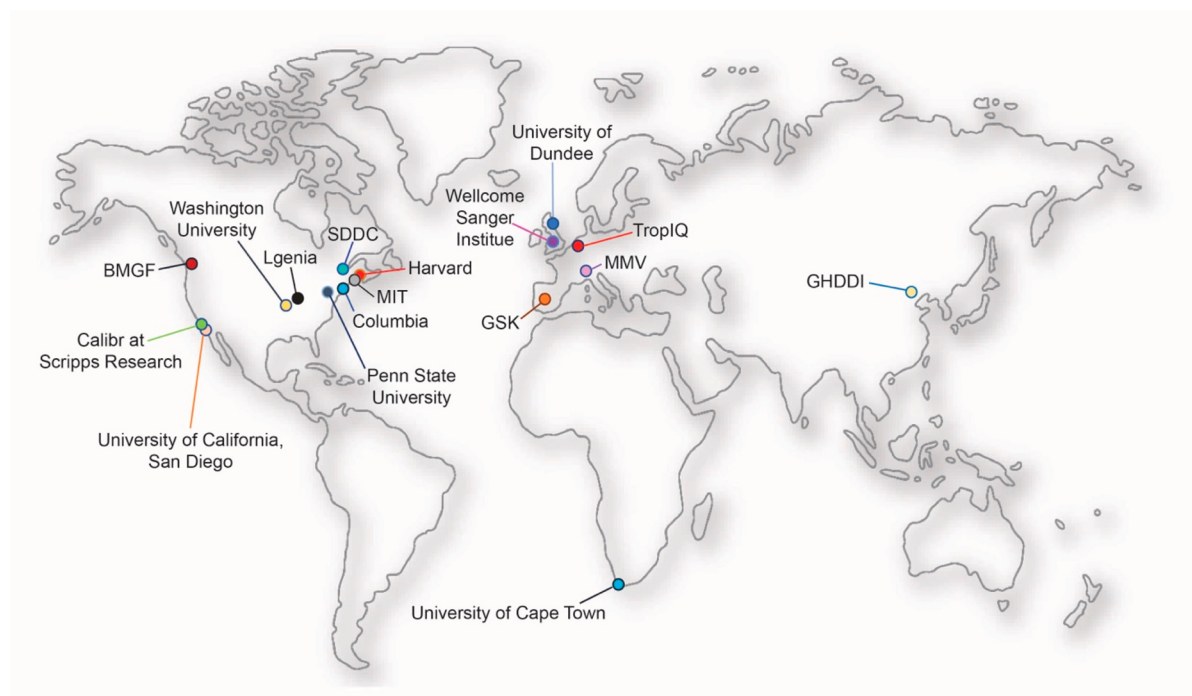 University of
Dundee
Wellcome
Sanger
Institue
Washington
University
SDDC
TropIQ
Lgenia
MMV
BMGF
Harvard
GHDDI
MIT
Columbia
GSK
Calibr at
Scripps Research
Penn State
University
University of California,
San Diego
University of Cape Town